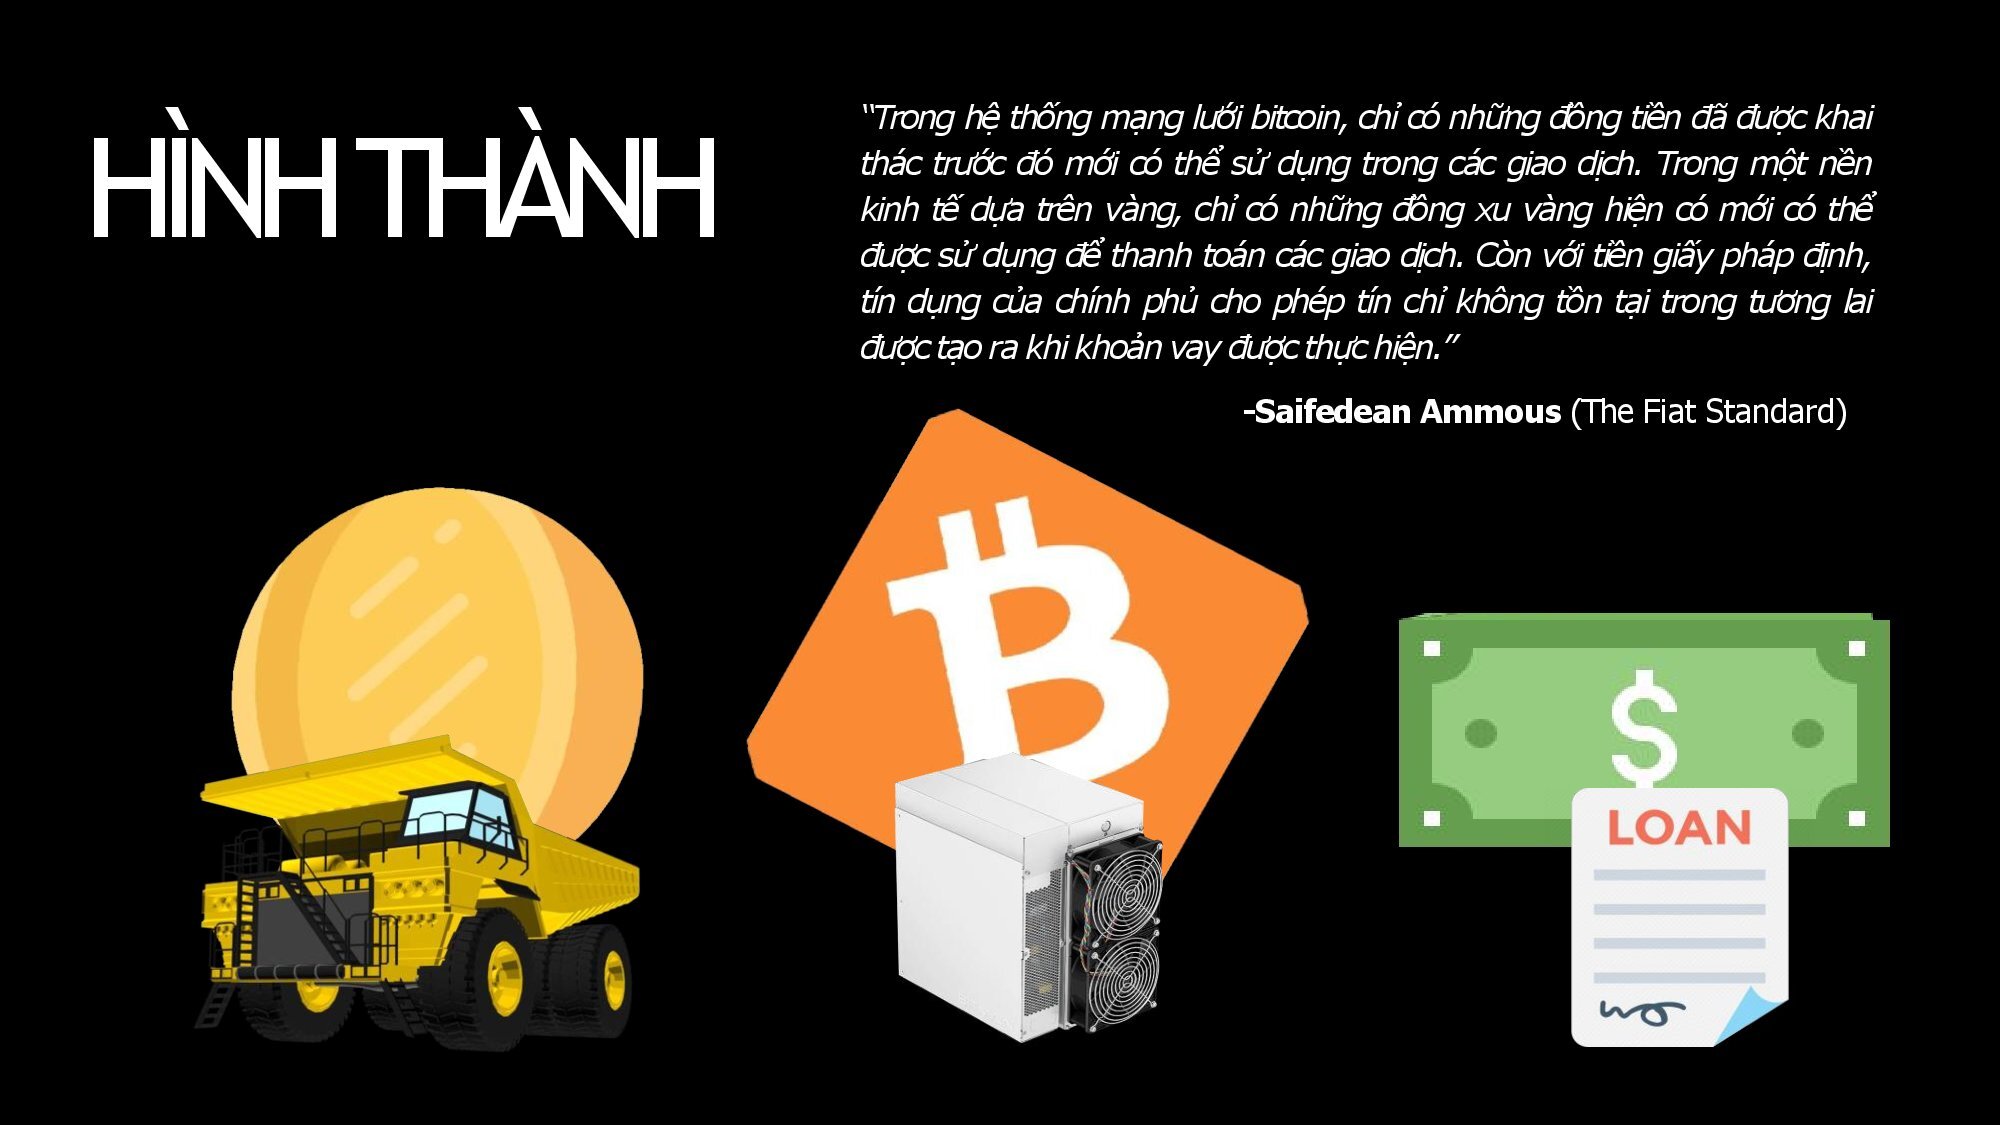 HÌNH THÀNH
“Trong hệ thống mạng lưới bitcoin, chỉ có những đồng tiền đã được khai
thác trước đó mới có thể sử dụng trong các giao dịch. Trong một nền
kinh tế dựa trên vàng, chỉ có những đồng xu vàng hiện có mới có thể
được sử dụng để thanh toán các giao dịch. Còn với tiền giấy pháp định,
tín dụng của chính phủ cho phép tín chỉ không tồn tại trong tương lai
được tạo ra khi khoản vay được thực hiện.”
-Saifedean Ammous (The Fiat Standard)
$
LOAN